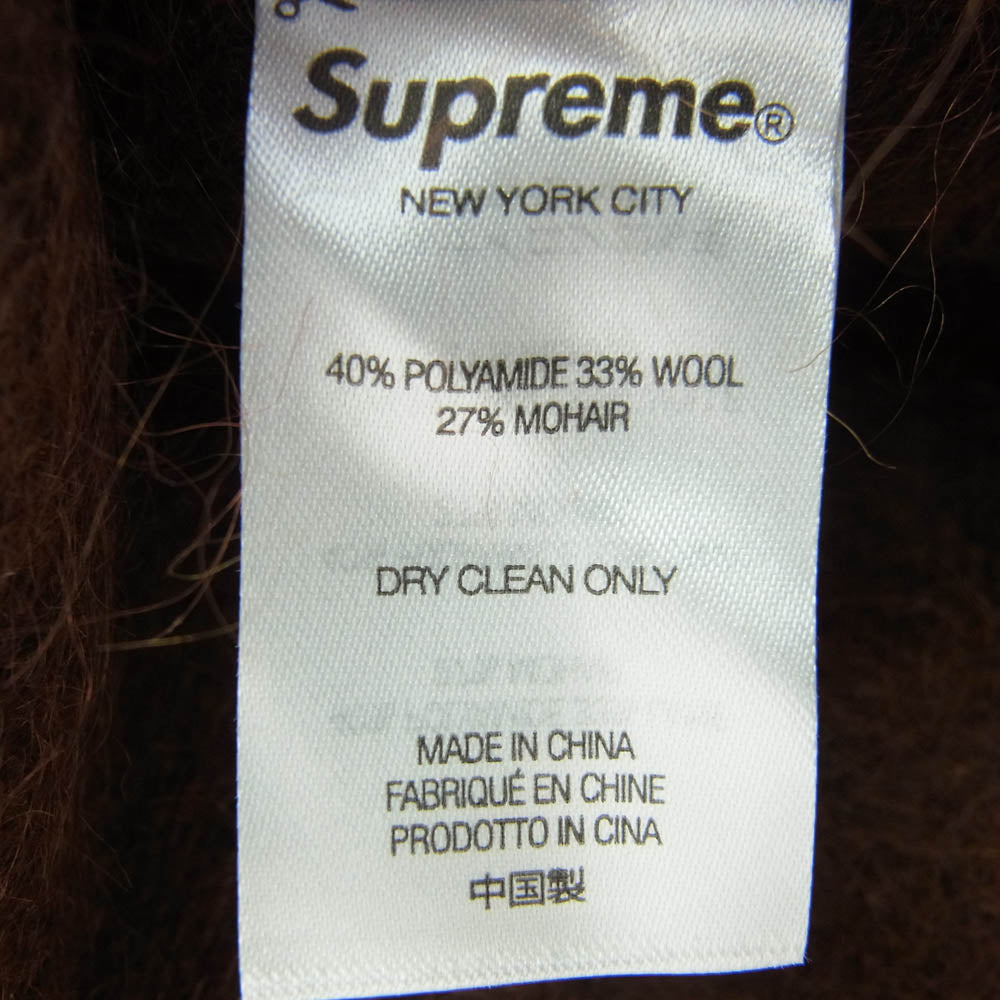 Supreme®
NEW YORK CITY
40% POLYAMIDE 33% WOOL
27% MOHAIR
DRY CLEAN ONLY
MADE IN CHINA
FABRIQUÉ EN CHINE
PRODOTTO IN CINA
中国製